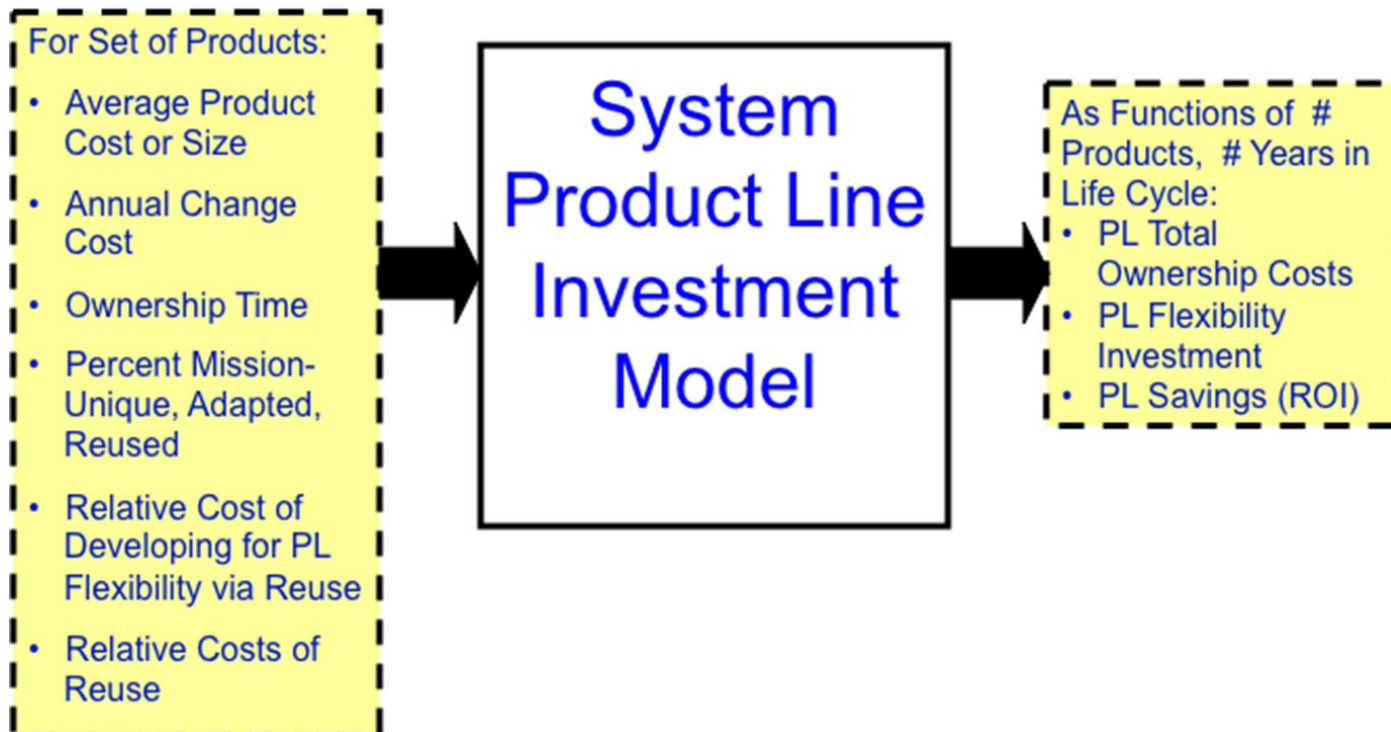 For Set of Products:
• Average Product
Cost or Size
• Annual Change
Cost
• Ownership Time
• Percent Mission-
Unique, Adapted,
Reused
• Relative Cost of
Developing for PL
Flexibility via Reuse
• Relative Costs of
Reuse
System
Product Line
Investment
Model
As Functions of #
Products, # Years in
Life Cycle:
• PL Total
Ownership Costs
• PL Flexibility
Investment
• PL Savings (ROI)